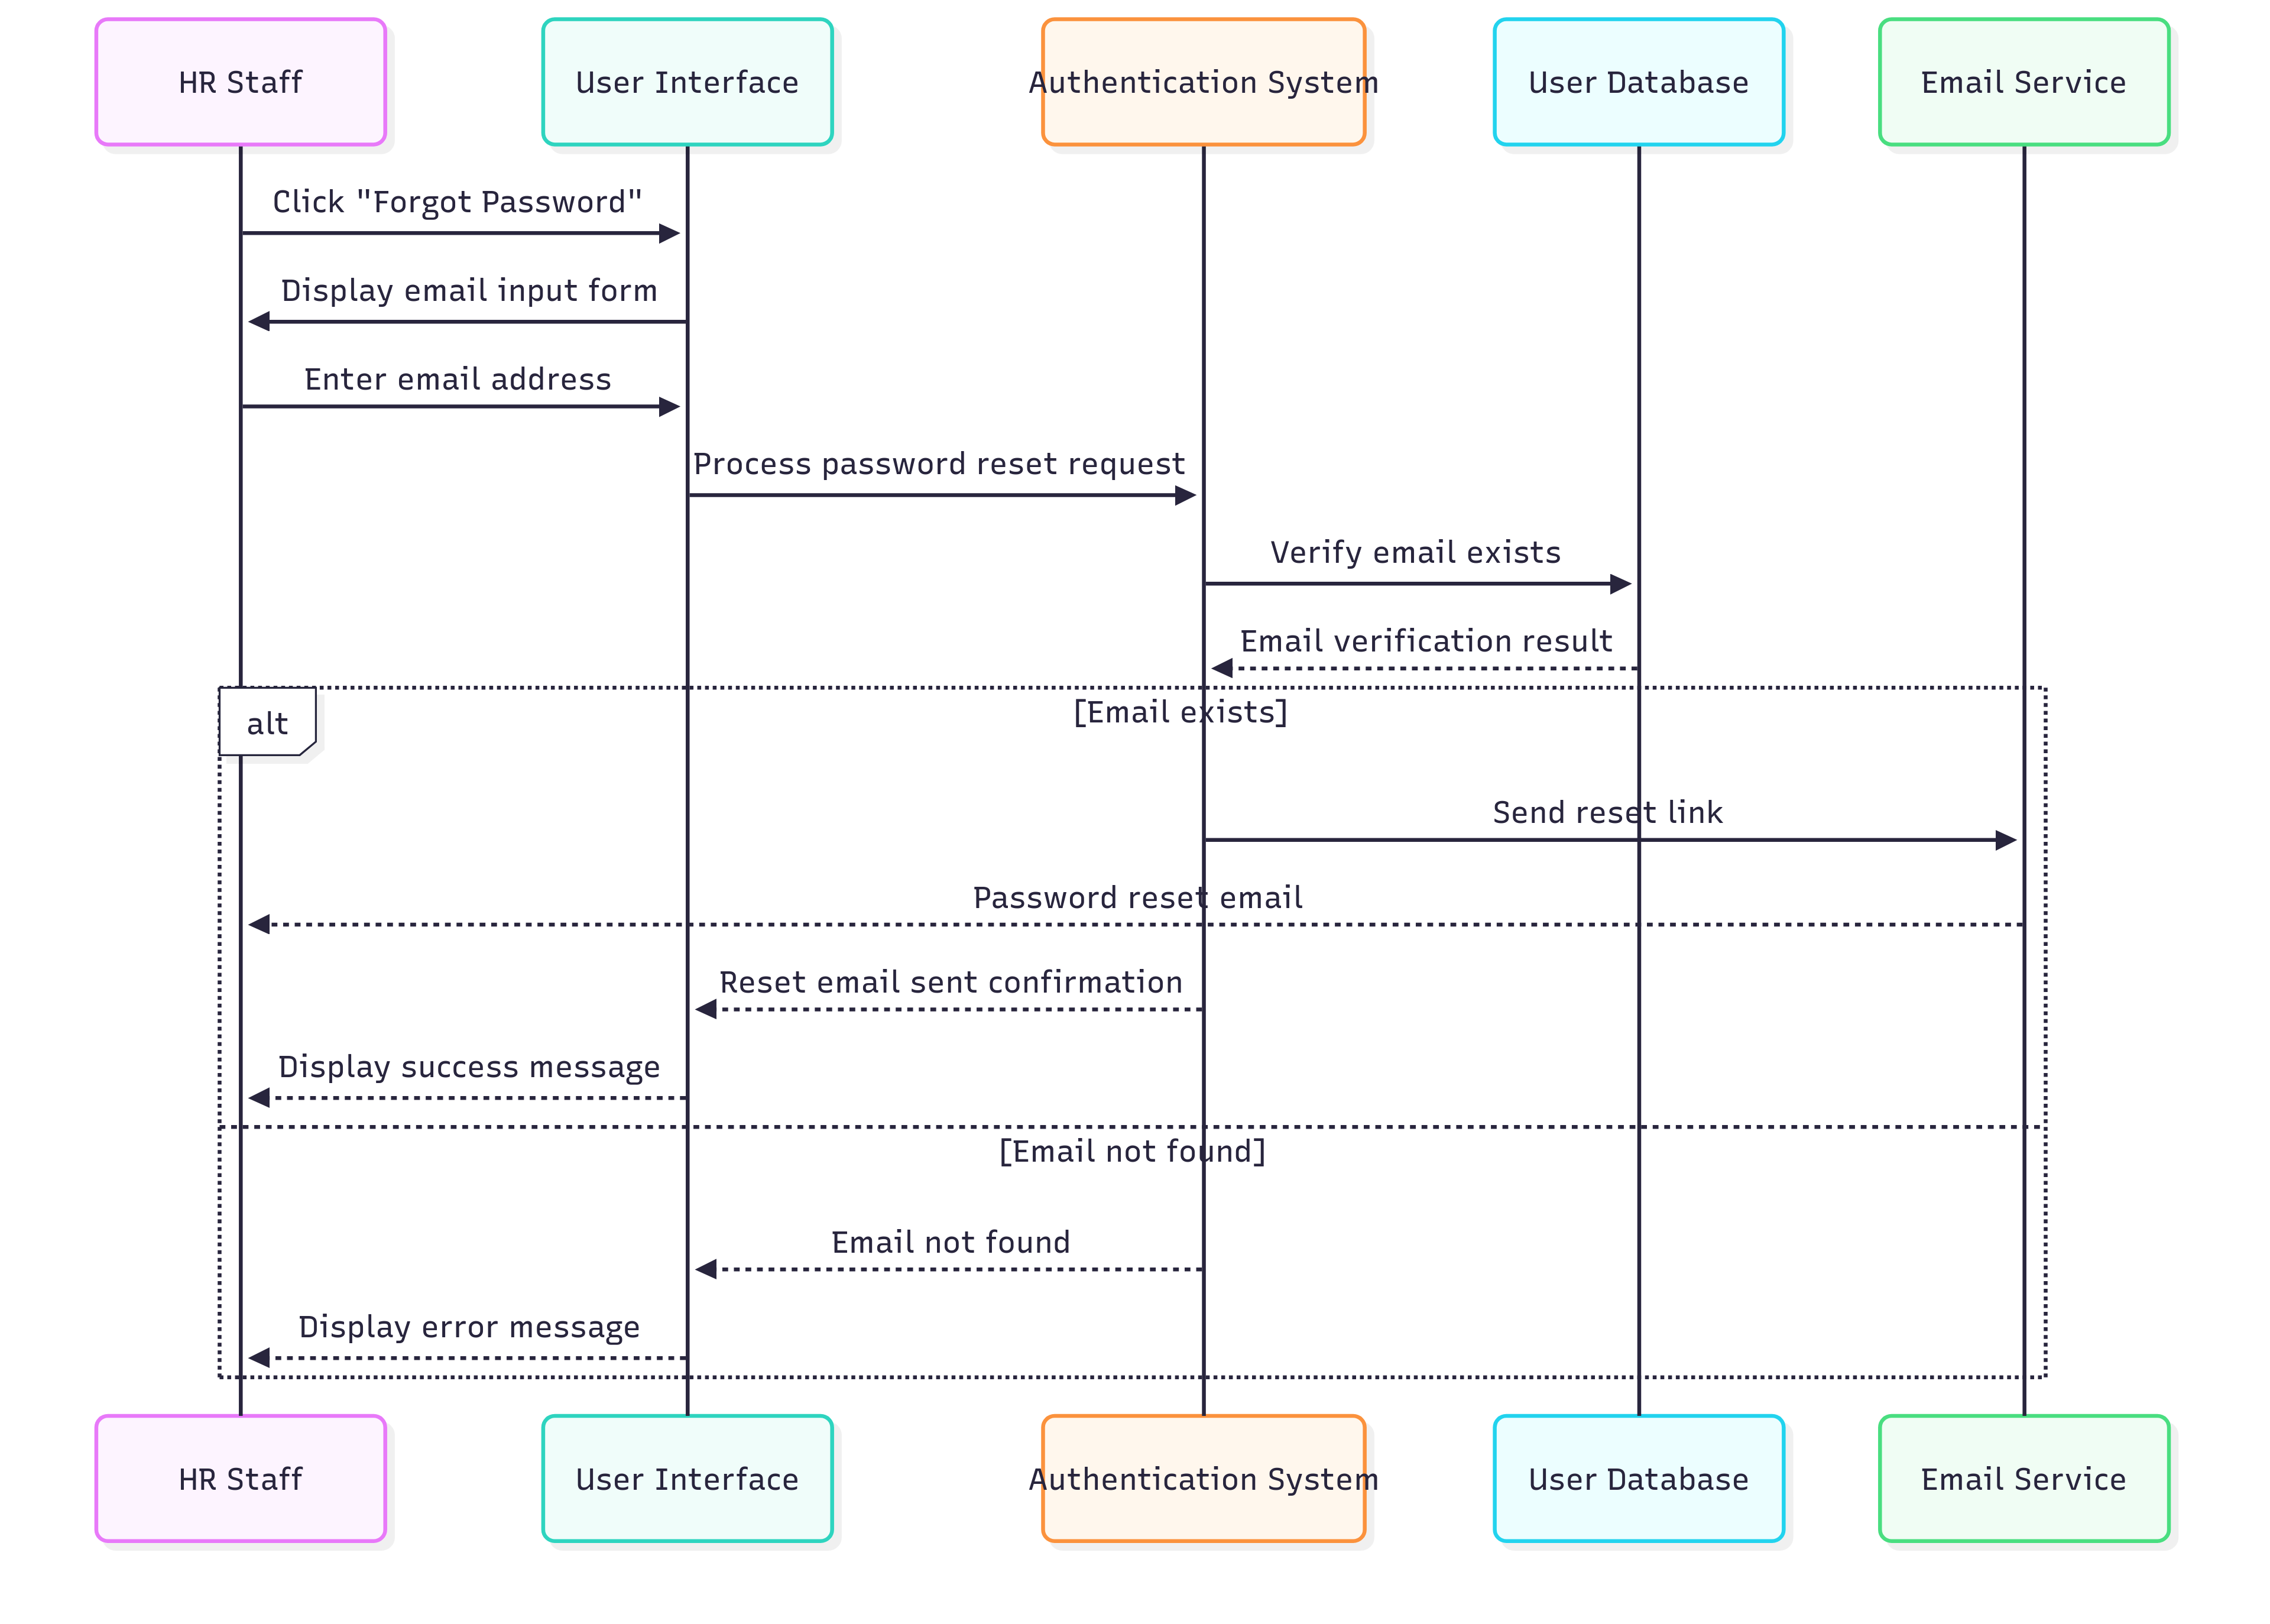 HR Staff
User Interface
Authentication System
User Database
Email Service
Click "Forgot Password"
Display email input form
Enter email address
Process password reset request
Verify email exists
Email verification result
alt
[Email exists]
Send reset link
Password reset email
Reset email sent confirmation
Display success message
[Email not found]
Email not found
Display error message
HR Staff
User Interface
Authentication System
User Database
Email Service